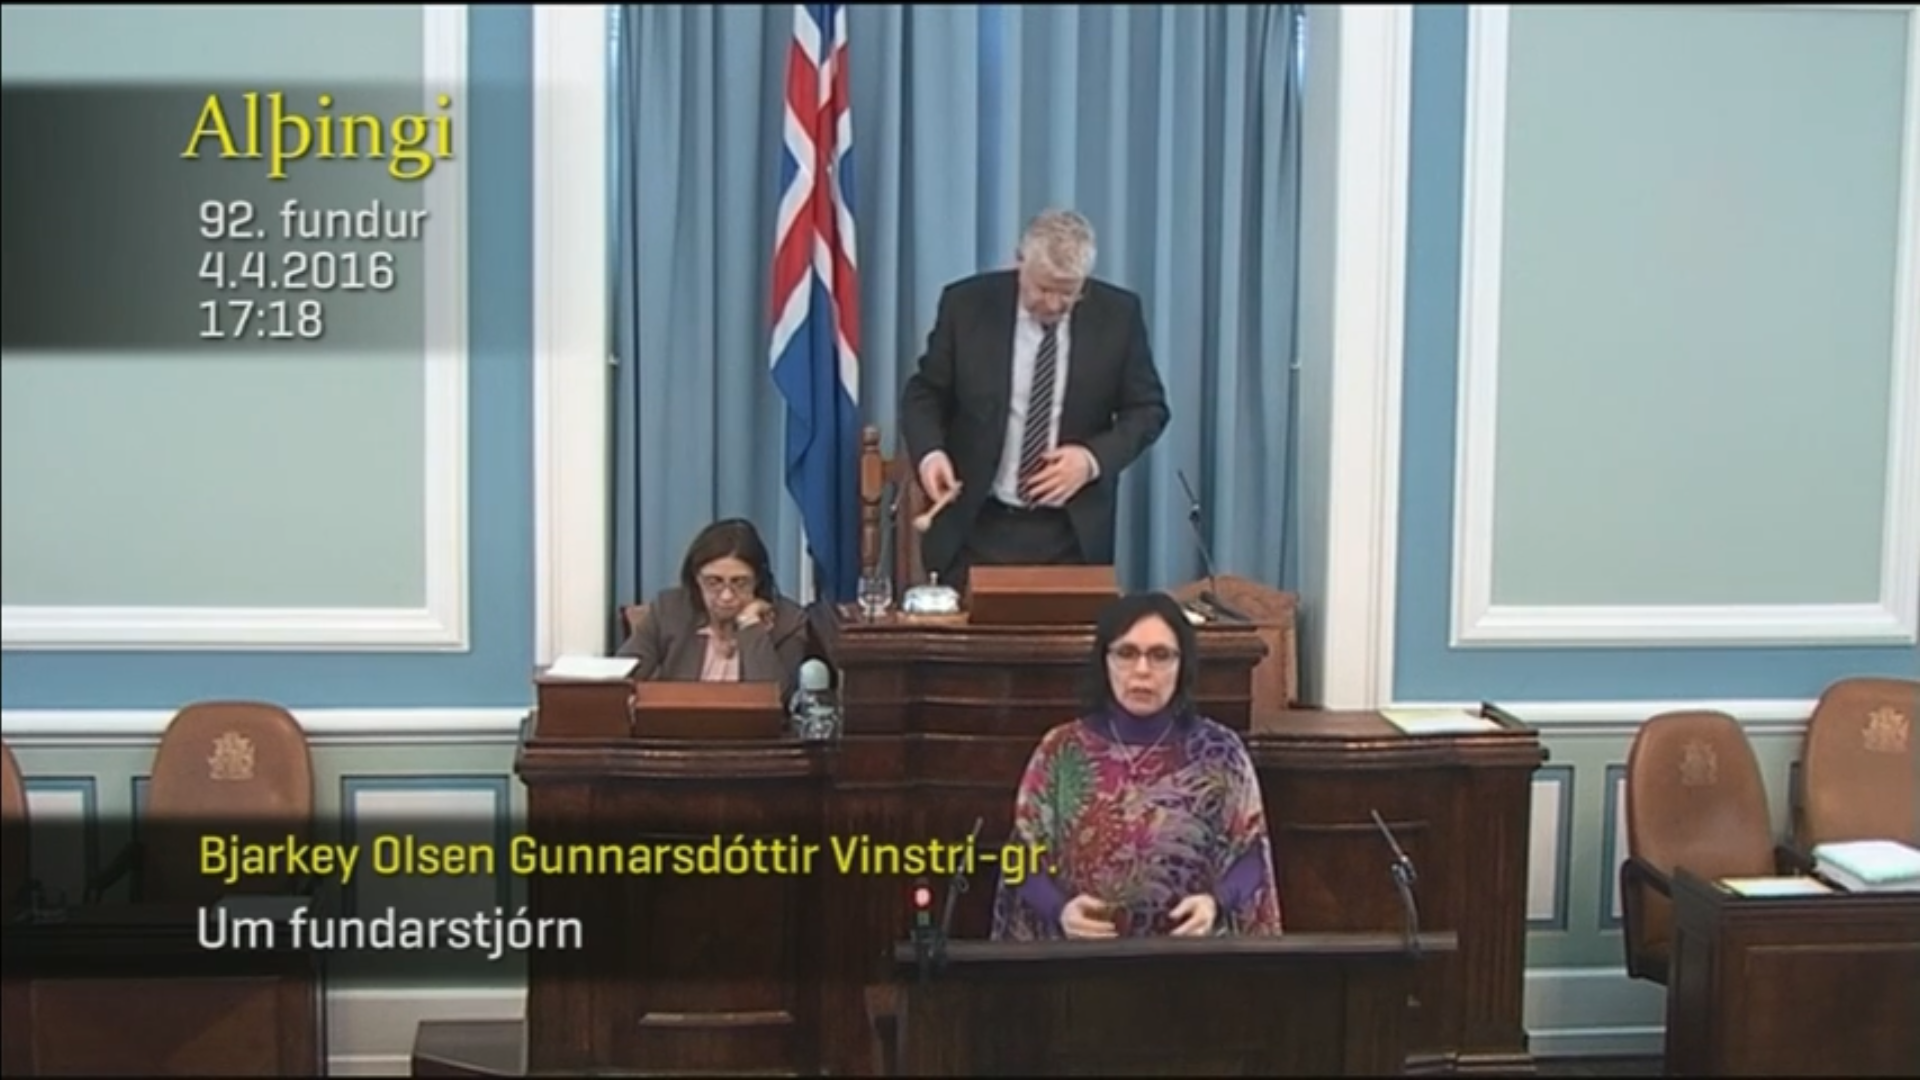 Alþingi
92. fundur
4.4.2016
17:18
Bjarkey Olsen Gunnarsdóttir Vinstri-gr.
Um fundarstjórn